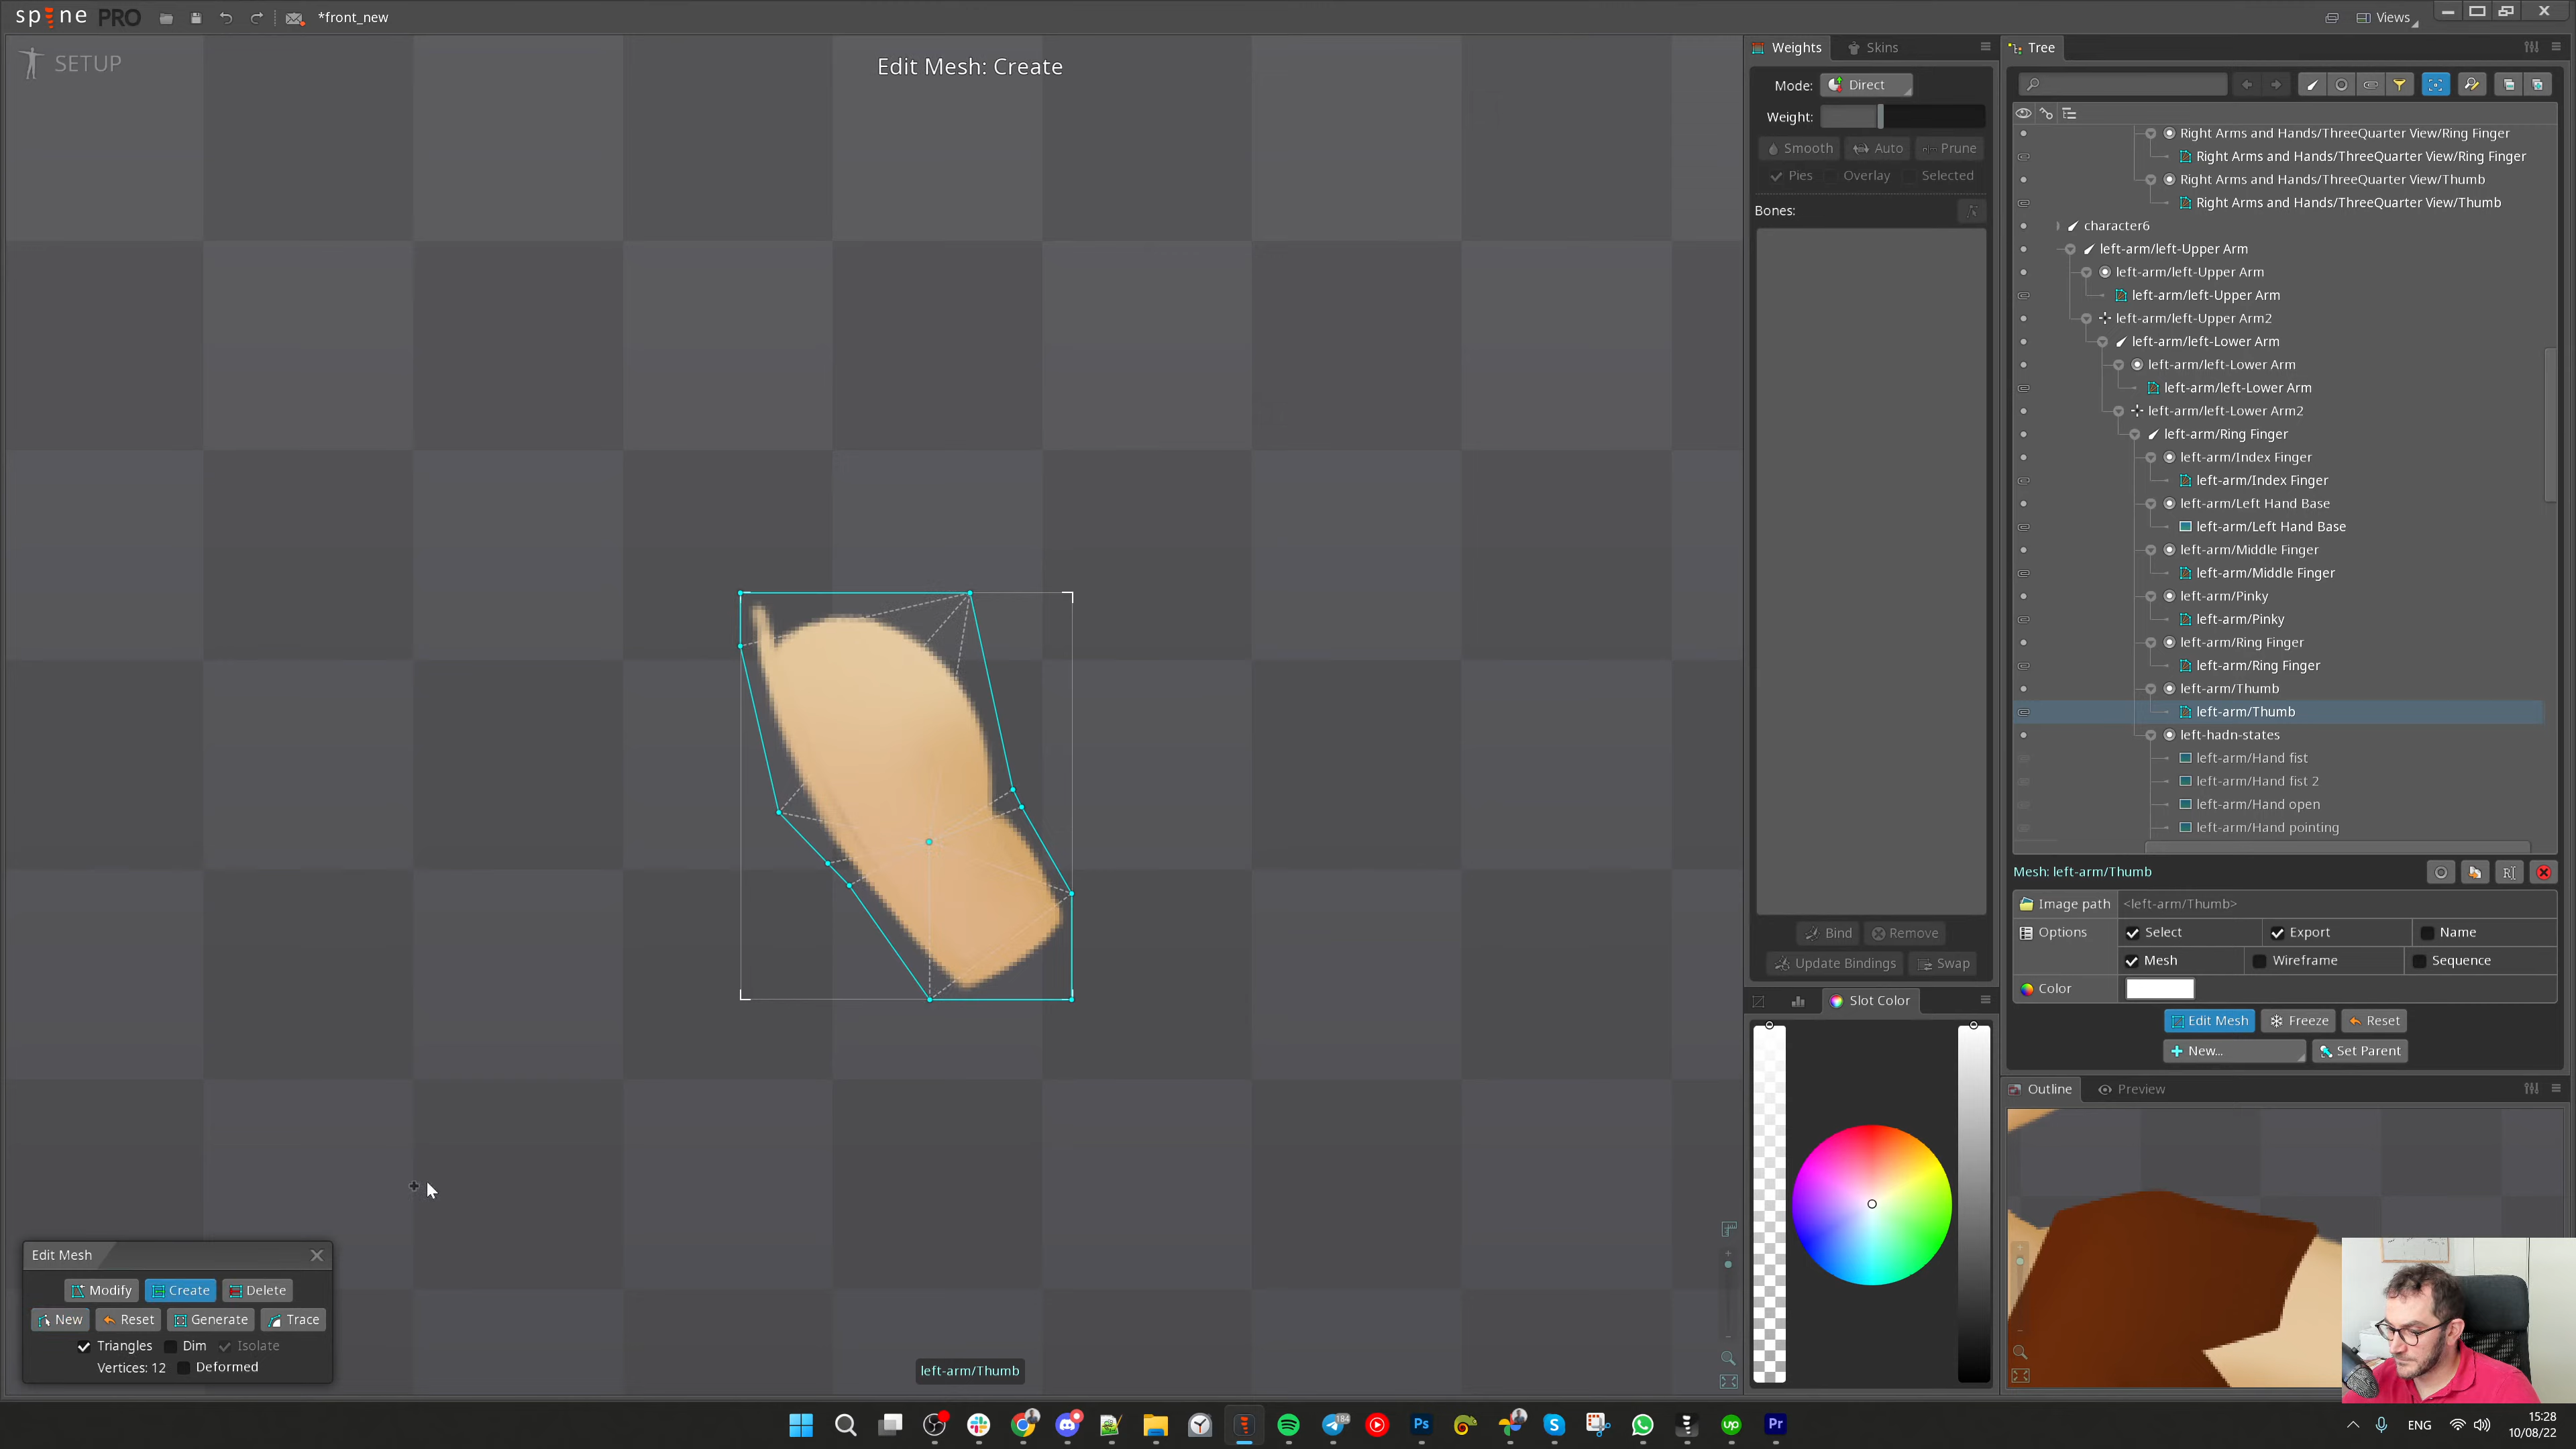 spine PRO
*front_new
Views
SETUP
Edit Mesh: Create
Weights
Skins
Tree
Mode:
Direct
Weight:
Smooth
Auto
Prune
Pies
Overlay
Selected
Bones:
Bind
Remove
Update Bindings
Swap
Right Arms and Hands/ThreeQuarter View/Ring Finger
Right Arms and Hands/ThreeQuarter View/Ring Finger
Right Arms and Hands/ThreeQuarter View/Thumb
Right Arms and Hands/ThreeQuarter View/Thumb
character6
left-arm/left-Upper Arm
left-arm/left-Upper Arm
left-arm/left-Upper Arm
left-arm/left-Upper Arm2
left-arm/left-Lower Arm
left-arm/left-Lower Arm
left-arm/left-Lower Arm
left-arm/left-Lower Arm2
left-arm/Ring Finger
left-arm/Index Finger
left-arm/Index Finger
left-arm/Left Hand Base
left-arm/Left Hand Base
left-arm/Middle Finger
left-arm/Middle Finger
left-arm/Pinky
left-arm/Pinky
left-arm/Ring Finger
left-arm/Ring Finger
left-arm/Thumb
left-arm/Thumb
left-hadn-states
left-arm/Hand fist
left-arm/Hand fist 2
left-arm/Hand open
left-arm/Hand pointing
Mesh: left-arm/Thumb
Image path
<left-arm/Thumb>
Options
Select
Export
Name
Mesh
Wireframe
Sequence
Color
Edit Mesh
Freeze
Reset
New...
Set Parent
Slot Color
Outline
Preview
Edit Mesh
Modify
Create
Delete
New
Reset
Generate
Trace
Triangles
Dim
Isolate
Vertices: 12
Deformed
left-arm/Thumb
184
Ps
up
Pr
ENG
15:28
10/08/22